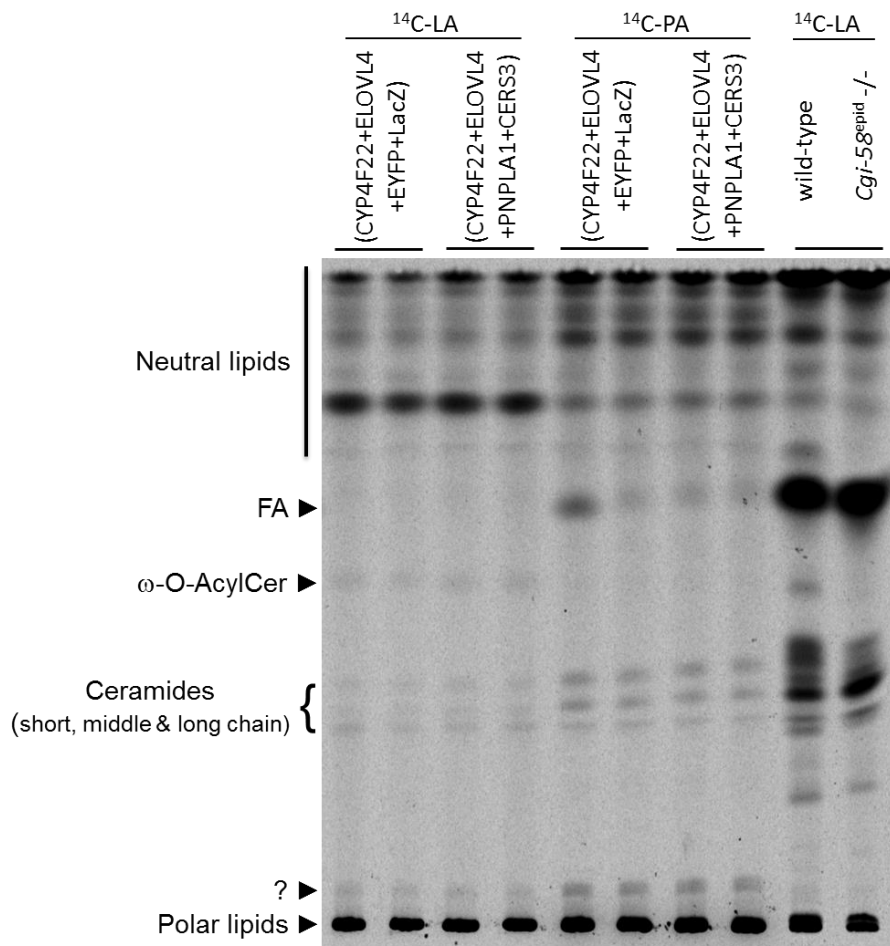 ¹⁴C-LA
¹⁴C-PA
¹⁴C-LA
(CYP4F22+ELOVL4
+EYFP+LacZ)
(CYP4F22+ELOVL4
+PNPLA1+CERS3)
(CYP4F22+ELOVL4
+EYFP+LacZ)
(CYP4F22+ELOVL4
+PNPLA1+CERS3)
wild-type
Cgi-58ᵉᵖⁱᵈ -/-
Neutral lipids
FA
ω-O-AcylCer
Ceramides
(short, middle & long chain)
?
Polar lipids